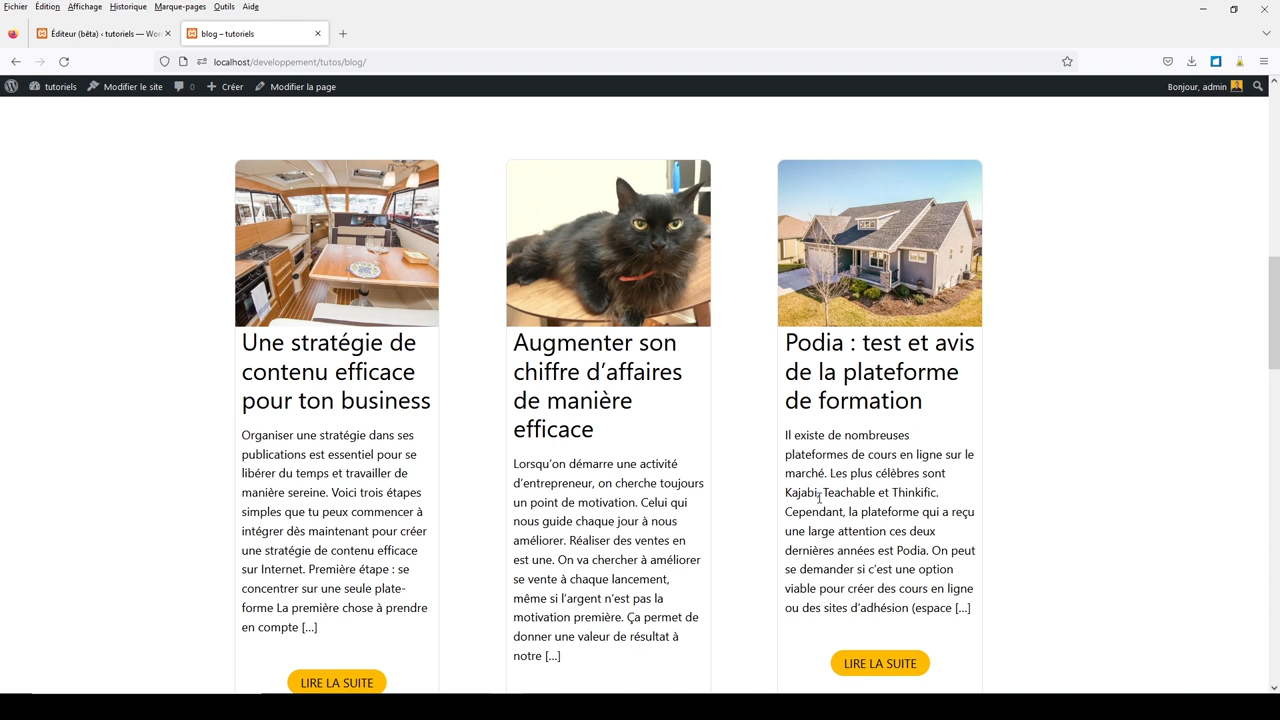 Fichier Édition Affichage Historique Marque-pages Outils Aide
Éditeur (bêta) ‹ tutoriels — Wor
blog – tutoriels
localhost/developpement/tutos/blog/
tutoriels Modifier le site 0 Créer Modifier la page Bonjour, admin
Une stratégie de
contenu efficace
pour ton business
Organiser une stratégie dans ses
publications est essentiel pour se
libérer du temps et travailler de
manière sereine. Voici trois étapes
simples que tu peux commencer à
intégrer dès maintenant pour créer
une stratégie de contenu efficace
sur Internet. Première étape : se
concentrer sur une seule plate-
forme La première chose à prendre
en compte […]
LIRE LA SUITE
Augmenter son
chiffre d’affaires
de manière
efficace
Lorsqu’on démarre une activité
d’entrepreneur, on cherche toujours
un point de motivation. Celui qui
nous guide chaque jour à nous
améliorer. Réaliser des ventes en
est une. On va chercher à améliorer
se vente à chaque lancement,
même si l’argent n’est pas la
motivation première. Ça permet de
donner une valeur de résultat à
notre […]
Podia : test et avis
de la plateforme
de formation
Il existe de nombreuses
plateformes de cours en ligne sur le
marché. Les plus célèbres sont
Kajabi, Teachable et Thinkific.
Cependant, la plateforme qui a reçu
une large attention ces deux
dernières années est Podia. On peut
se demander si c’est une option
viable pour créer des cours en ligne
ou des sites d’adhésion (espace […]
LIRE LA SUITE